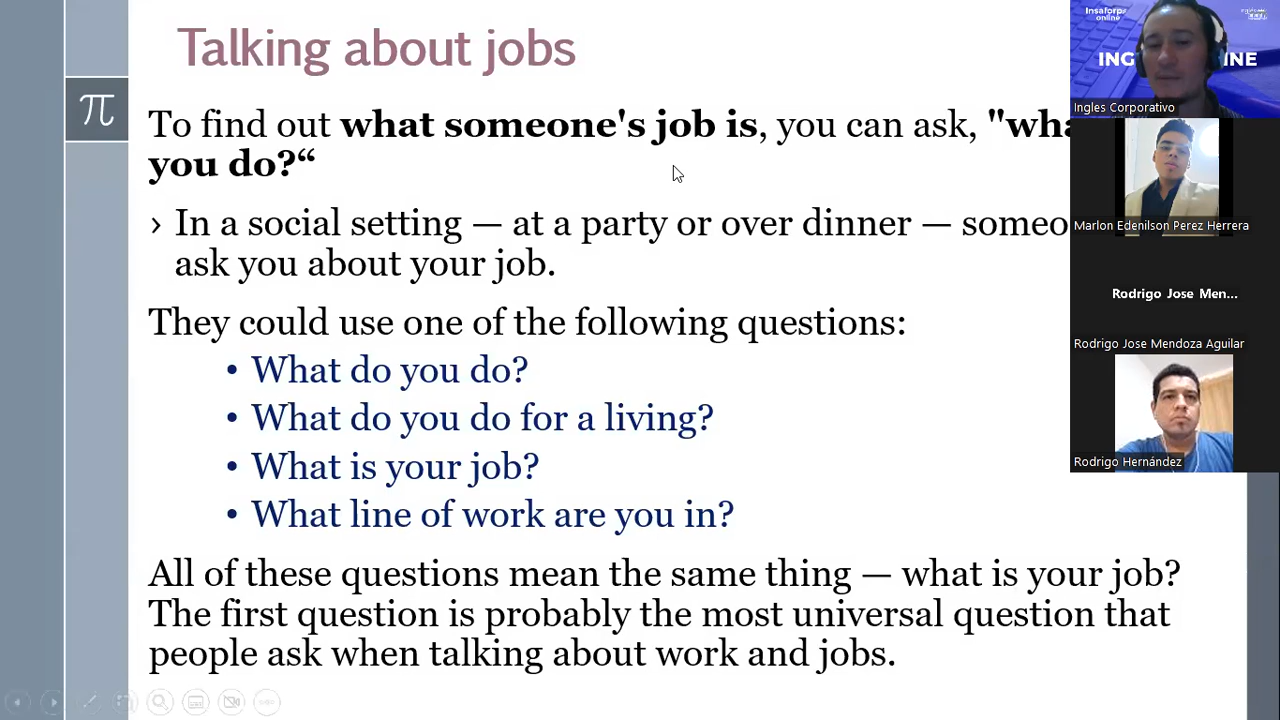 Talking about jobs
π
To find out what someone's job is, you can ask, "wha
you do?“
› In a social setting — at a party or over dinner — someo
ask you about your job.
They could use one of the following questions:
• What do you do?
• What do you do for a living?
• What is your job?
• What line of work are you in?
All of these questions mean the same thing — what is your job?
The first question is probably the most universal question that
people ask when talking about work and jobs.
Insaforp
online
ING
INE
Ingles Corporativo
Marlon Edenilson Perez Herrera
Rodrigo Jose Men...
Rodrigo Jose Mendoza Aguilar
Rodrigo Hernández